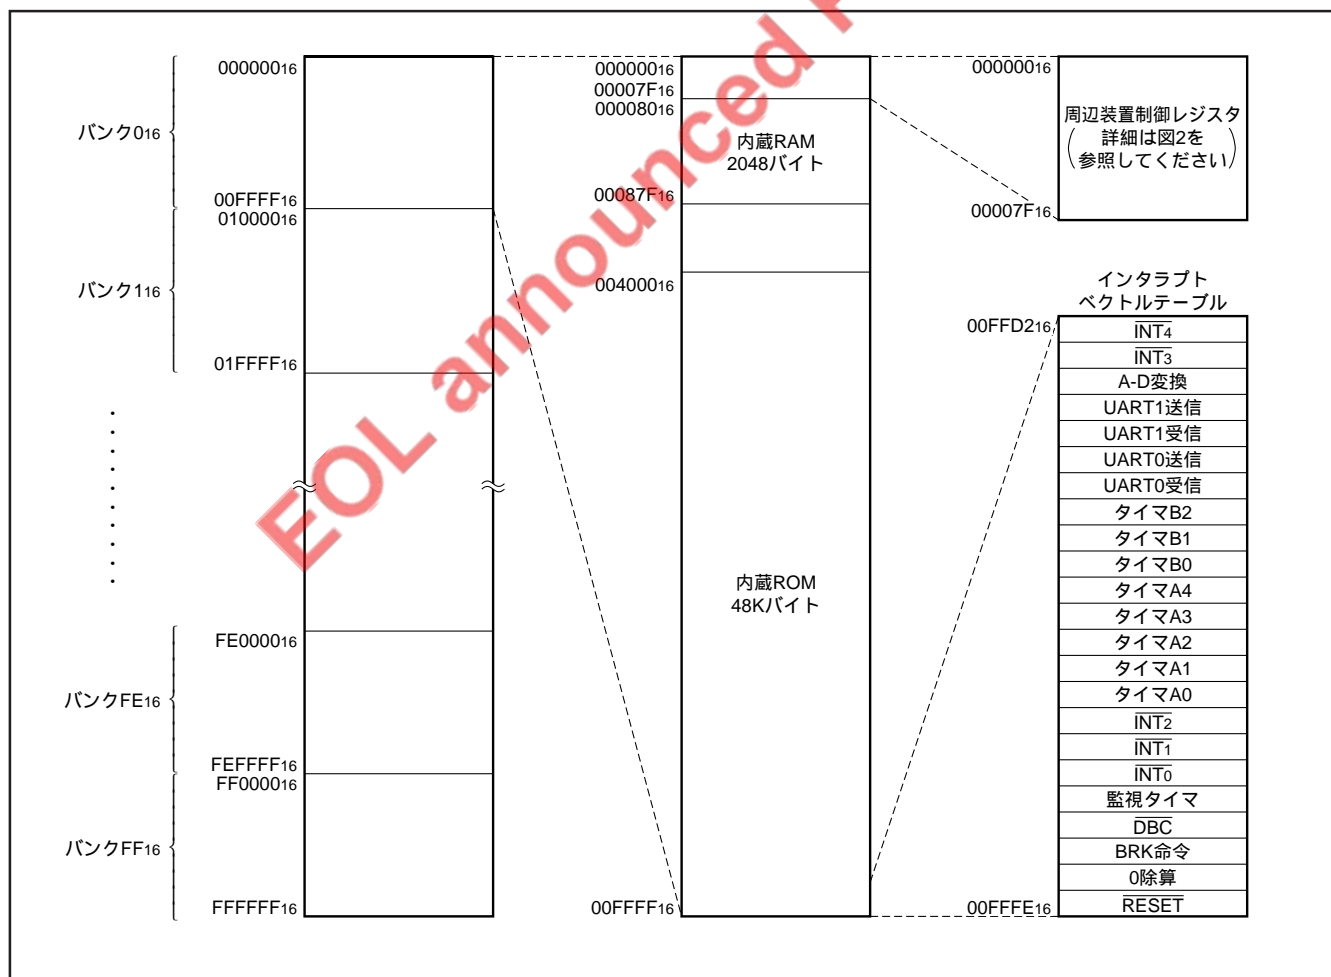 EOL announced
バンク016
バンク116
バンクFE16
バンクFF16
00000016
00FFFF16
01000016
01FFFF16
FE000016
FEFFFF16
FF000016
FFFFFF16
00000016
00007F16
00008016
内蔵RAM
2048バイト
00087F16
00400016
内蔵ROM
48Kバイト
00FFFF16
00000016
周辺装置制御レジスタ
(詳細は図2を
参照してください)
00007F16
インタラプト
ベクトルテーブル
00FFD216
INT4
INT3
A-D変換
UART1送信
UART1受信
UART0送信
UART0受信
タイマB2
タイマB1
タイマB0
タイマA4
タイマA3
タイマA2
タイマA1
タイマA0
INT2
INT1
INT0
監視タイマ
DBC
BRK命令
0除算
RESET
00FFFE16